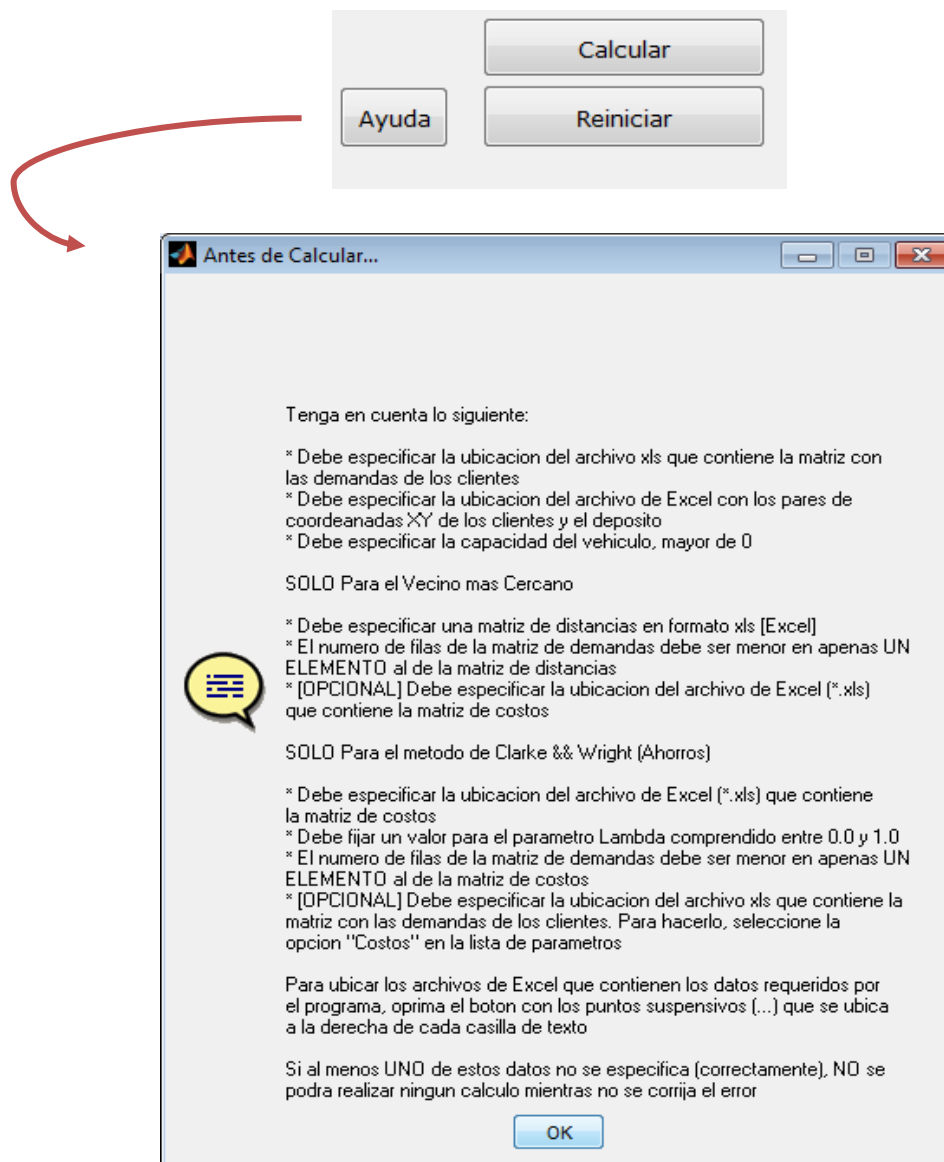 Calcular
Ayuda
Reiniciar
Antes de Calcular...
Tenga en cuenta lo siguiente:
* Debe especificar la ubicacion del archivo xls que contiene la matriz con
las demandas de los clientes
* Debe especificar la ubicacion del archivo de Excel con los pares de
coordeanadas XY de los clientes y el deposito
* Debe especificar la capacidad del vehiculo, mayor de 0
SOLO Para el Vecino mas Cercano
* Debe especificar una matriz de distancias en formato xls [Excel]
* El numero de filas de la matriz de demandas debe ser menor en apenas UN
ELEMENTO al de la matriz de distancias
* [OPCIONAL] Debe especificar la ubicacion del archivo de Excel (*.xls)
que contiene la matriz de costos
SOLO Para el metodo de Clarke && Wright (Ahorros)
* Debe especificar la ubicacion del archivo de Excel (*.xls) que contiene
la matriz de costos
* Debe fijar un valor para el parametro Lambda comprendido entre 0.0 y 1.0
* El numero de filas de la matriz de demandas debe ser menor en apenas UN
ELEMENTO al de la matriz de costos
* [OPCIONAL] Debe especificar la ubicacion del archivo xls que contiene la
matriz con las demandas de los clientes. Para hacerlo, seleccione la
opcion "Costos" en la lista de parametros
Para ubicar los archivos de Excel que contienen los datos requeridos por
el programa, oprima el boton con los puntos suspensivos (...) que se ubica
a la derecha de cada casilla de texto
Si al menos UNO de estos datos no se especifica (correctamente), NO se
podra realizar ningun calculo mientras no se corrija el error
OK